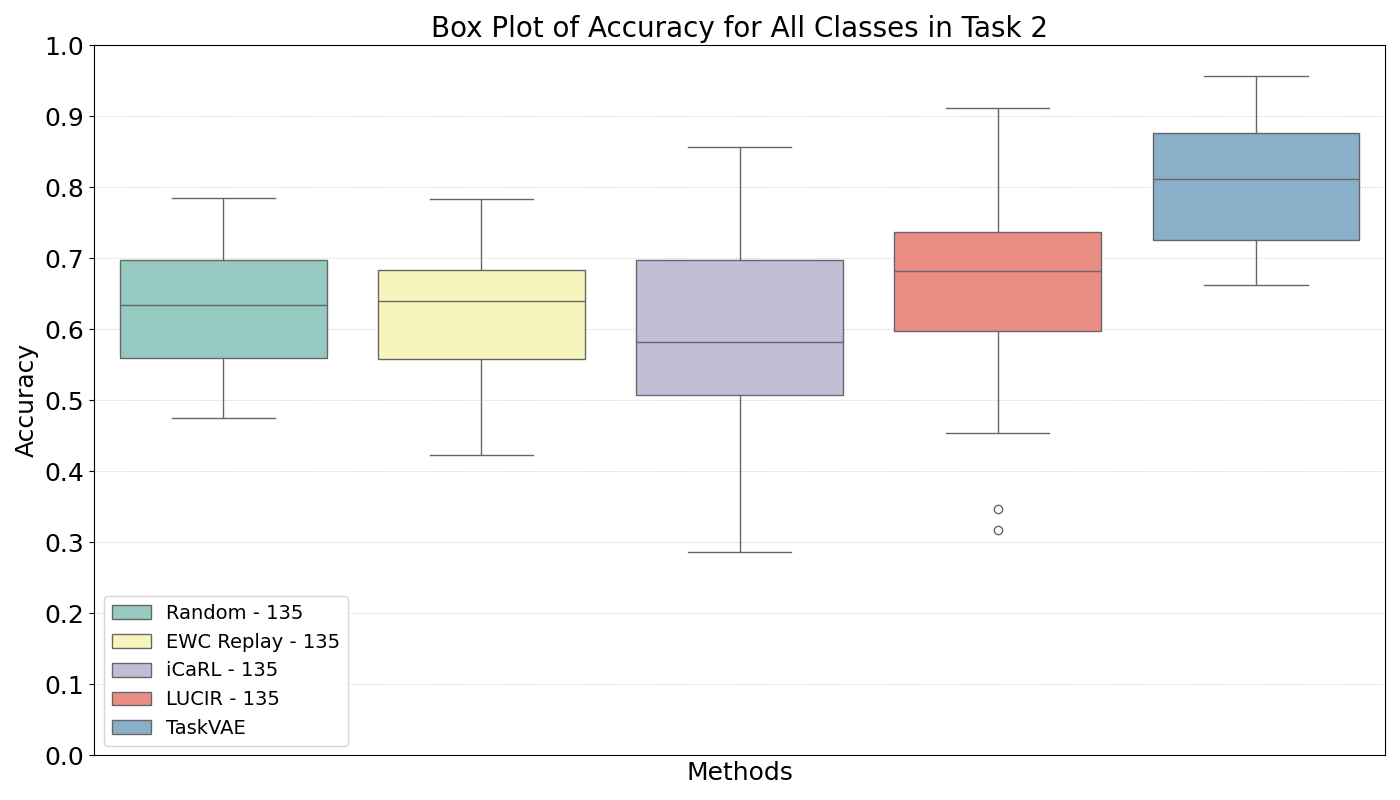 Box Plot of Accuracy for All Classes in Task 2
1.0
0.9
0.8
0.7
0.6
0.5
0.4
0.3
0.2
0.1
0.0
Accuracy
Random - 135
EWC Replay - 135
iCaRL - 135
LUCIR - 135
TaskVAE
Methods